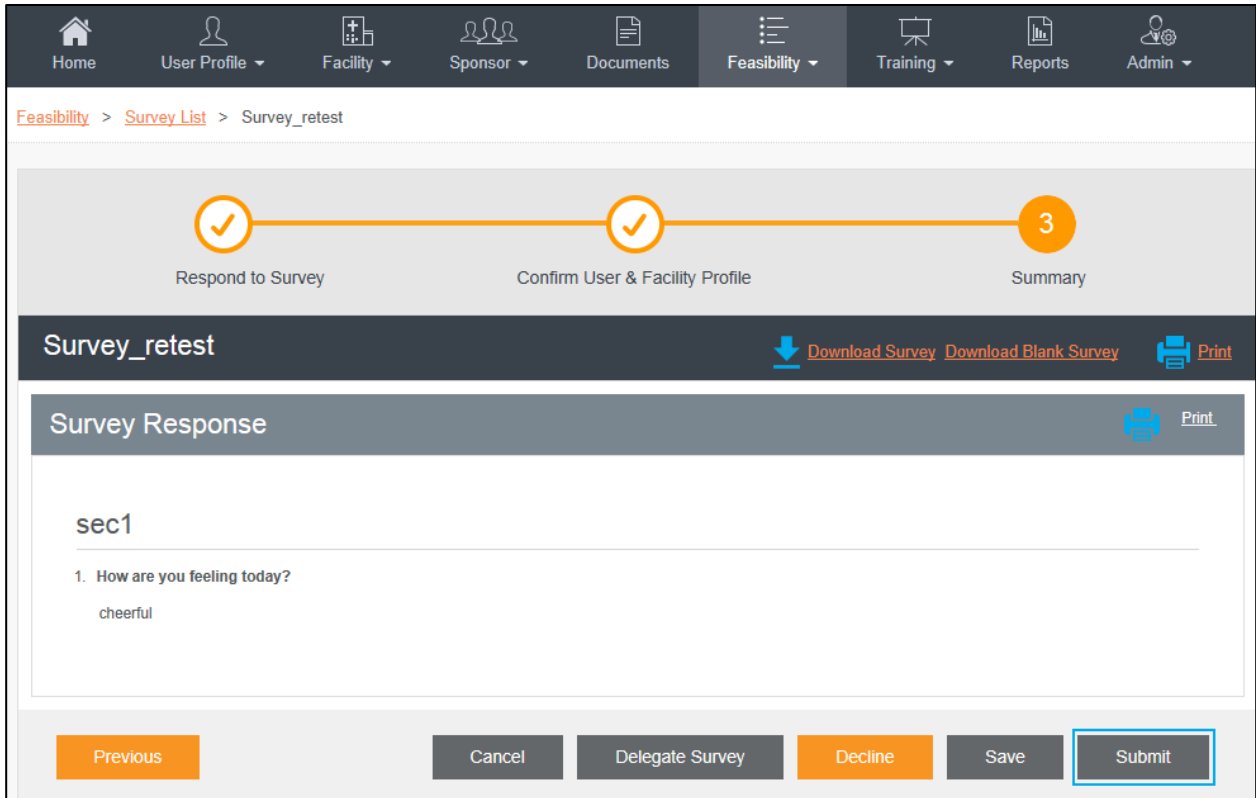 Home User Profile Facility Sponsor Documents Feasibility Training Reports Admin
Feasibility > Survey List > Survey_retest
3
Respond to Survey Confirm User & Facility Profile Summary
Survey_retest Download Survey Download Blank Survey Print
Survey Response Print
sec1
1. How are you feeling today?
cheerful
Previous Cancel Delegate Survey Decline Save Submit